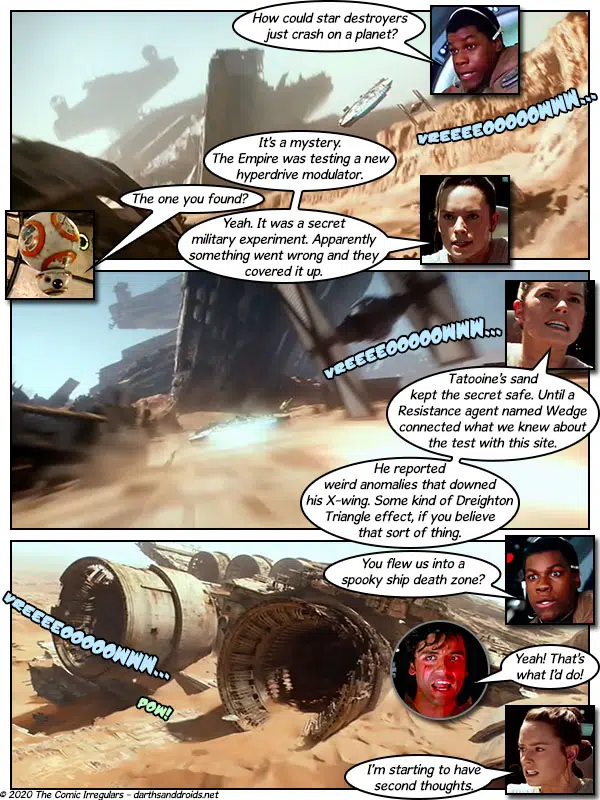 How could star destroyers
just crash on a planet?
VREEEEOOOOOWWW...
It's a mystery.
The Empire was testing a new
hyperdrive modulator.
The one you found?
Yeah. It was a secret
military experiment. Apparently
something went wrong and they
covered it up.
VREEEEOOOOOWWW...
Tatooine's sand
kept the secret safe. Until a
Resistance agent named Wedge
connected what we knew about
the test with this site.
He reported
weird anomalies that downed
his X-wing. Some kind of Dreighton
Triangle effect, if you believe
that sort of thing.
You flew us into a
spooky ship death zone?
VREEEEOOOOOWWW...
Yeah! That's
what I'd do!
POW!
I'm starting to have
second thoughts.
© 2020 The Comic Irregulars - darthsanddroids.net